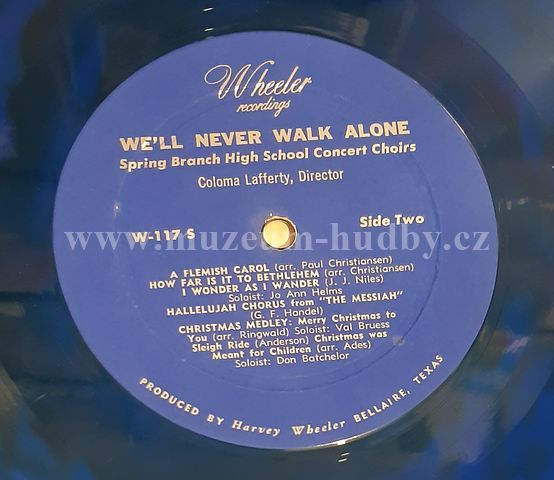 Wheeler
recordings
WE'LL NEVER WALK ALONE
Spring Branch High School Concert Choirs
Coloma Lafferty, Director
W-117 S
Side Two
www.muzeum-hudby.cz
A FLEMISH CAROL (arr. Paul Christiansen)
HOW FAR IS IT TO BETHLEHEM (arr. Christiansen)
I WONDER AS I WANDER (J. J. Niles)
Soloist: Jo Ann Helms
HALLELUJAH CHORUS from "THE MESSIAH"
(G. F. Handel)
CHRISTMAS MEDLEY: Merry Christmas to
You (arr. Ringwald) Soloist: Val Bruess
Sleigh Ride (Anderson) Christmas was
Meant for Children (arr. Ades)
Soloist: Don Batchelor
PRODUCED BY Harvey Wheeler BELLAIRE, TEXAS